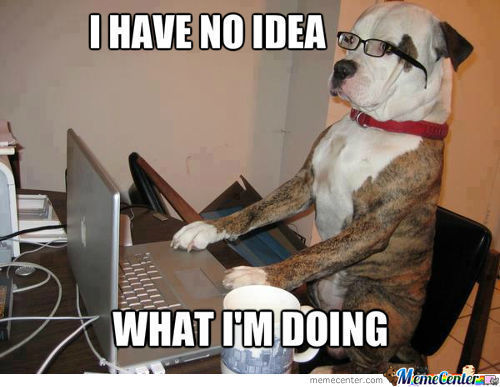 I HAVE NO IDEA
WHAT I'M DOING
memecenter.com MemeCenter